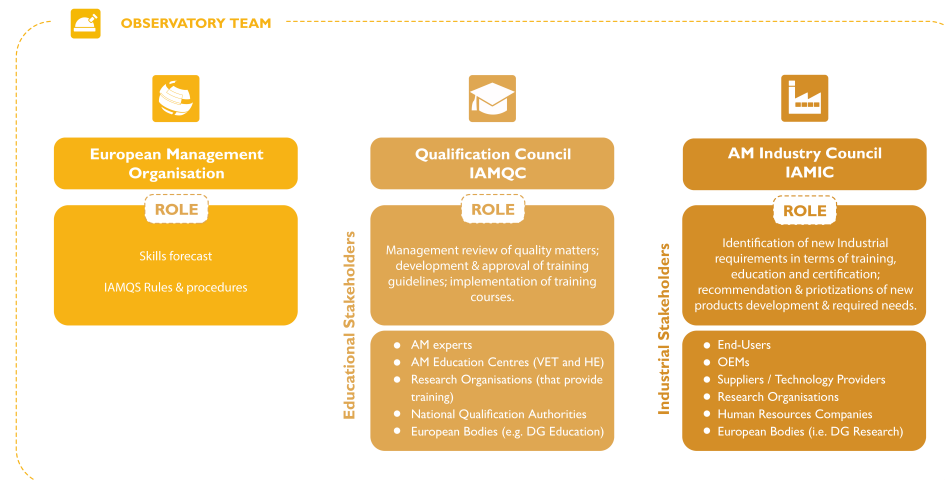 OBSERVATORY TEAM
European Management
Organisation
ROLE
Skills forecast
IAMQS Rules & procedures
Qualification Council
IAMQC
ROLE
Educational Stakeholders
Management review of quality matters;
development & approval of training
guidelines; implementation of training
courses.
AM experts
AM Education Centres (VET and HE)
Research Organisations (that provide
training)
National Qualification Authorities
European Bodies (e.g. DG Education)
AM Industry Council
IAMIC
ROLE
Industrial Stakeholders
Identification of new Industrial
requirements in terms of training,
education and certification;
recommendation & priotizations of new
products development & required needs.
End-Users
OEMs
Suppliers / Technology Providers
Research Organisations
Human Resources Companies
European Bodies (i.e. DG Research)